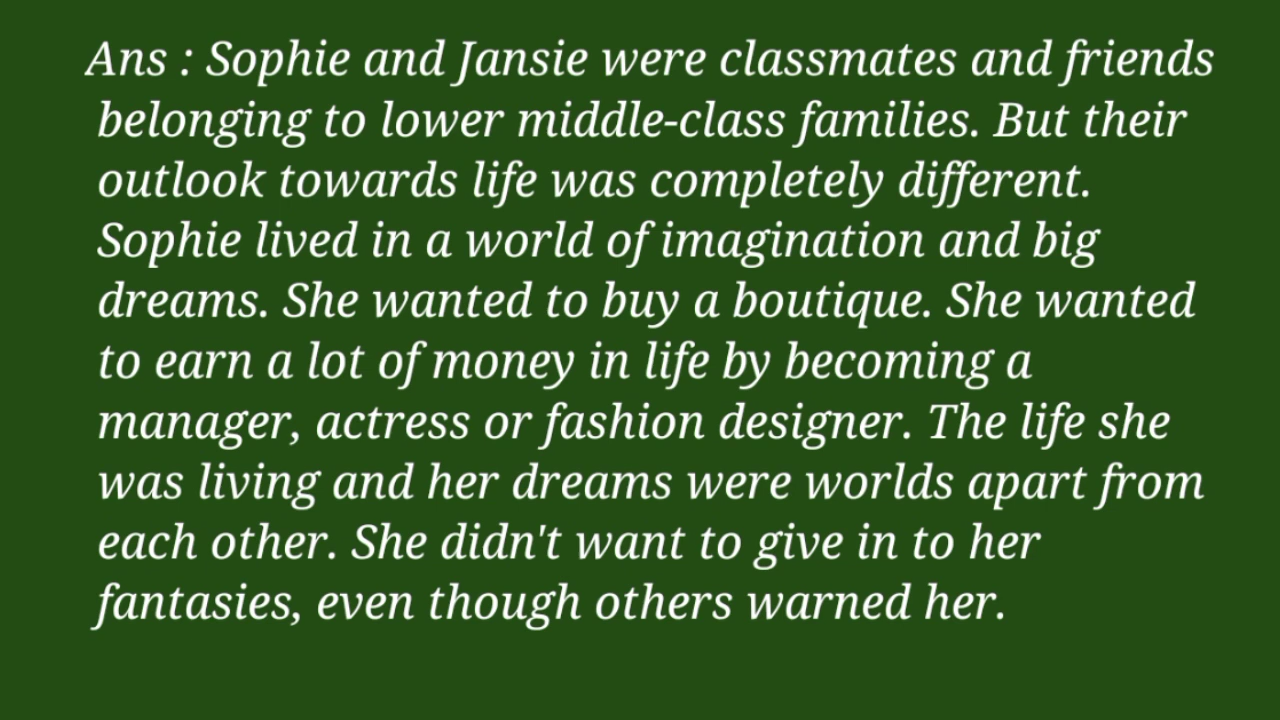 Ans : Sophie and Jansie were classmates and friends
belonging to lower middle-class families. But their
outlook towards life was completely different.
Sophie lived in a world of imagination and big
dreams. She wanted to buy a boutique. She wanted
to earn a lot of money in life by becoming a
manager, actress or fashion designer. The life she
was living and her dreams were worlds apart from
each other. She didn't want to give in to her
fantasies, even though others warned her.